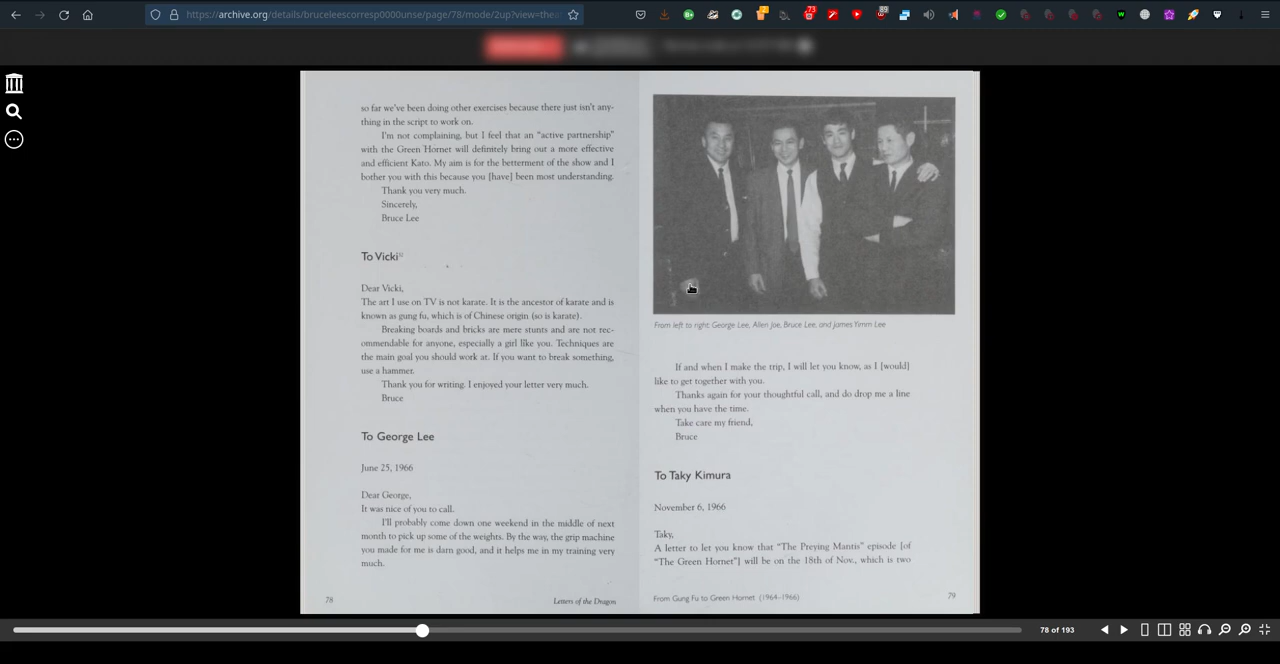 https://archive.org/details/bruceleescorresp0000unse/page/78/mode/2up?view=thea
73
89
so far we've been doing other exercises because there just isn't any-
thing in the script to work on.
I'm not complaining, but I feel that an “active partnership”
with the Green Hornet will definitely bring out a more effective
and efficient Kato. My aim is for the betterment of the show and I
bother you with this because you [have] been most understanding.
Thank you very much.
Sincerely,
Bruce Lee
To Vicki
Dear Vicki,
The art I use on TV is not karate. It is the ancestor of karate and is
known as gung fu, which is of Chinese origin (so is karate).
Breaking boards and bricks are mere stunts and are not rec-
ommendable for anyone, especially a girl like you. Techniques are
the main goal you should work at. If you want to break something,
use a hammer.
Thank you for writing. I enjoyed your letter very much.
Bruce
To George Lee
June 25, 1966
Dear George,
It was nice of you to call.
I'll probably come down one weekend in the middle of next
month to pick up some of the weights. By the way, the grip machine
you made for me is darn good, and it helps me in my training very
much.
78
Letters of the Dragon
From left to right: George Lee, Allen Joe, Bruce Lee, and James Yimm Lee
If and when I make the trip, I will let you know, as I [would]
like to get together with you.
Thanks again for your thoughtful call, and do drop me a line
when you have the time.
Take care my friend,
Bruce
To Taky Kimura
November 6, 1966
Taky,
A letter to let you know that “The Preying Mantis” episode [of
“The Green Hornet”] will be on the 18th of Nov., which is two
From Gung Fu to Green Hornet (1964–1966)
79
78 of 193